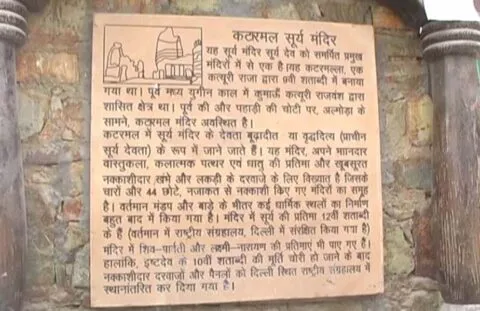 कटारमल सूर्य मंदिर
यह सूर्य मंदिर सूर्य देव को समर्पित प्रमुख
मंदिरों में से एक है।यह कटारमल्ला, एक
कत्यूरी राजा द्वारा 9वी शताब्दी में बनाया
गया था। पूर्व मध्य युगीन काल में कुमाऊँ कत्यूरी राजवंश द्वारा
शासित क्षेत्र था। पूर्व की और पहाड़ी की चोटी पर, अल्मोड़ा के
सामने, कटारमल मंदिर अवस्थित है।
कटारमल में सूर्य मंदिर के देवता बूढ़ादीत या वृद्धदित्य (प्राचीन
सूर्य देवता) के रूप में जाने जाते है। यह मंदिर, अपने शानदार
वास्तुकला, कलात्मक पत्थर एवं धातु की प्रतिमा और खूबसूरत
नक्काशीदार खंभे और लकड़ी के दरवाजे के लिए विख्यात है जिसके
चारों और 44 छोटे, नजाकत से नक्काशी किए गए मंदिरों का समूह
है। वर्तमान मंडप और बाड़े के भीतर कई धार्मिक स्थलों का निर्माण
बहुत बाद में किया गया है। मंदिर में सूर्य की प्रतिमा 12वीं शताब्दी
के हैं (वर्तमान में राष्ट्रीय संग्रहालय, दिल्ली में संरक्षित किया गया है)
मंदिर में शिव-पार्वती और लक्ष्मी-नारायण की प्रतिमाएं भी पाए गए हैं।
हालांकि, इष्टदेव के 10वीं शताब्दी की मूर्ति चोरी हो जाने के बाद
नक्काशीदार दरवाजों और पैनलों को दिल्ली स्थित राष्ट्रीय संग्रहालय में
स्थानांतरित कर दिया गया है।